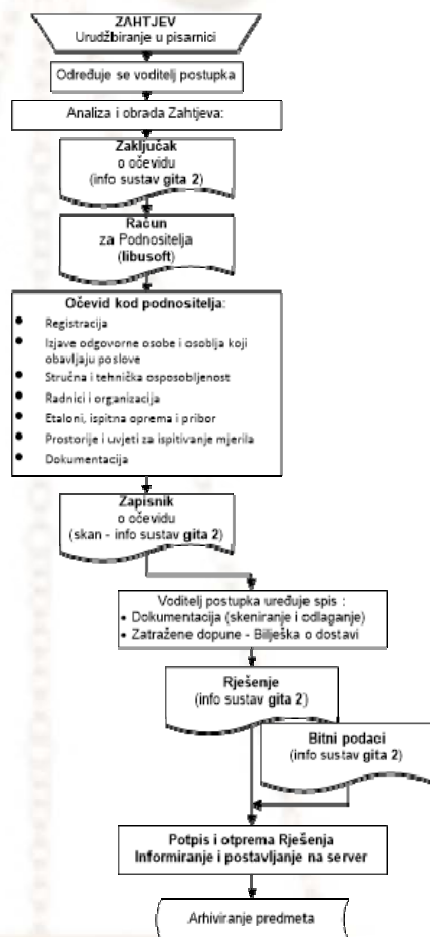 ZAHTJEV
Urudžbiranje u pisarnici
Određuje se voditelj postupka
Analiza i obrada Zahtjeva:
Zaključak
o očevidu
(info sustav gita 2)
Račun
za Podnositelja
(libusoft)
Očevid kod podnositelja:
• Registracija
• Izjave odgovorne osobe i osoblja koji
obavljaju poslove
• Stručna i tehnička osposobljenost
• Radnici i organizacija
• Etaloni, ispitna oprema i pribor
• Prostorije i uvjeti za ispitivanje mjerila
• Dokumentacija
Zapisnik
o očevidu
(skan - info sustav gita 2)
Voditelj postupka uređuje spis :
• Dokumentacija (skeniranje i odlaganje)
• Zatražene dopune - Bilješka o dostavi
Rješenje
(info sustav gita 2)
Bitni podaci
(info sustav gita 2)
Potpis i otprema Rješenja
Informiranje i postavljanje na server
Arhiviranje predmeta